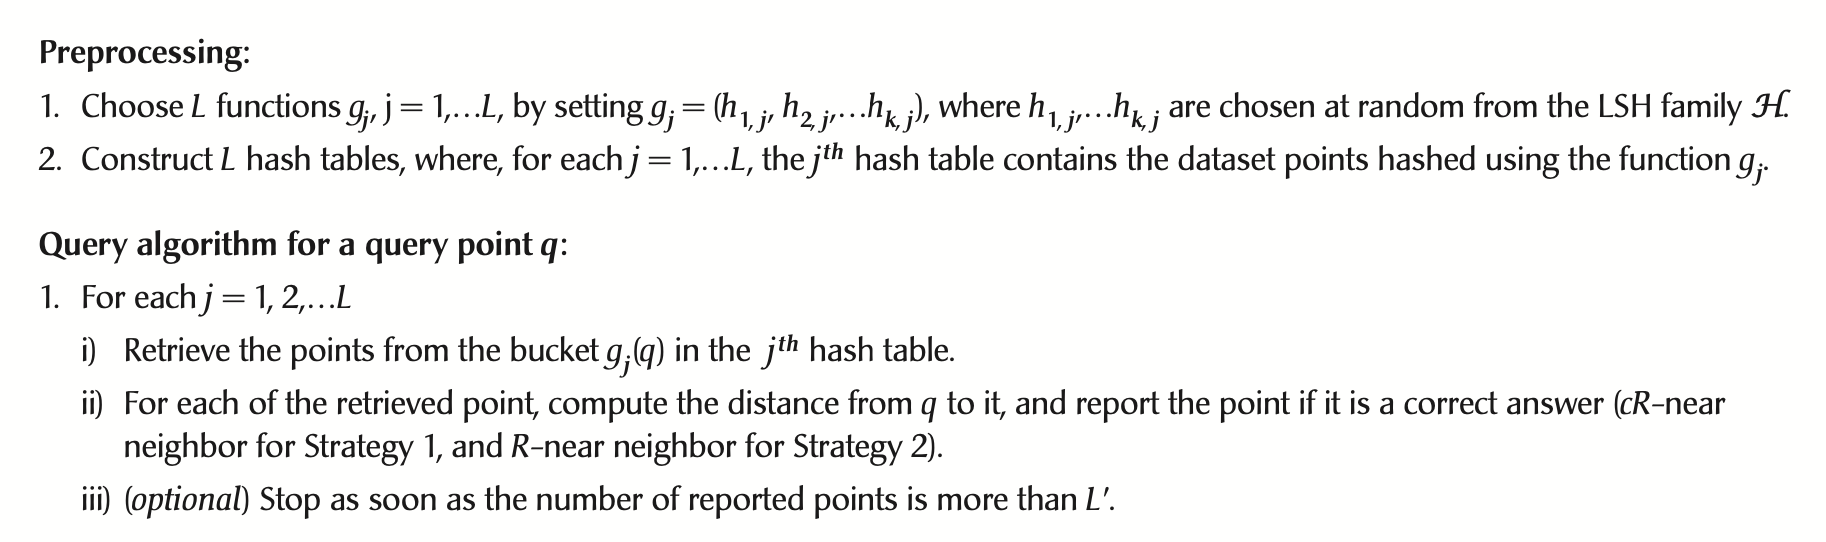 Preprocessing:
1. Choose L functions g_j, j = 1,…L, by setting g_j = (h_{1,j}, h_{2,j},…h_{k,j}), where h_{1,j},…h_{k,j} are chosen at random from the LSH family ℋ.
2. Construct L hash tables, where, for each j = 1,…L, the j^{th} hash table contains the dataset points hashed using the function g_j.
Query algorithm for a query point q:
1. For each j = 1, 2,…L
i) Retrieve the points from the bucket g_j(q) in the j^{th} hash table.
ii) For each of the retrieved point, compute the distance from q to it, and report the point if it is a correct answer (cR-near
neighbor for Strategy 1, and R-near neighbor for Strategy 2).
iii) (optional) Stop as soon as the number of reported points is more than L′.